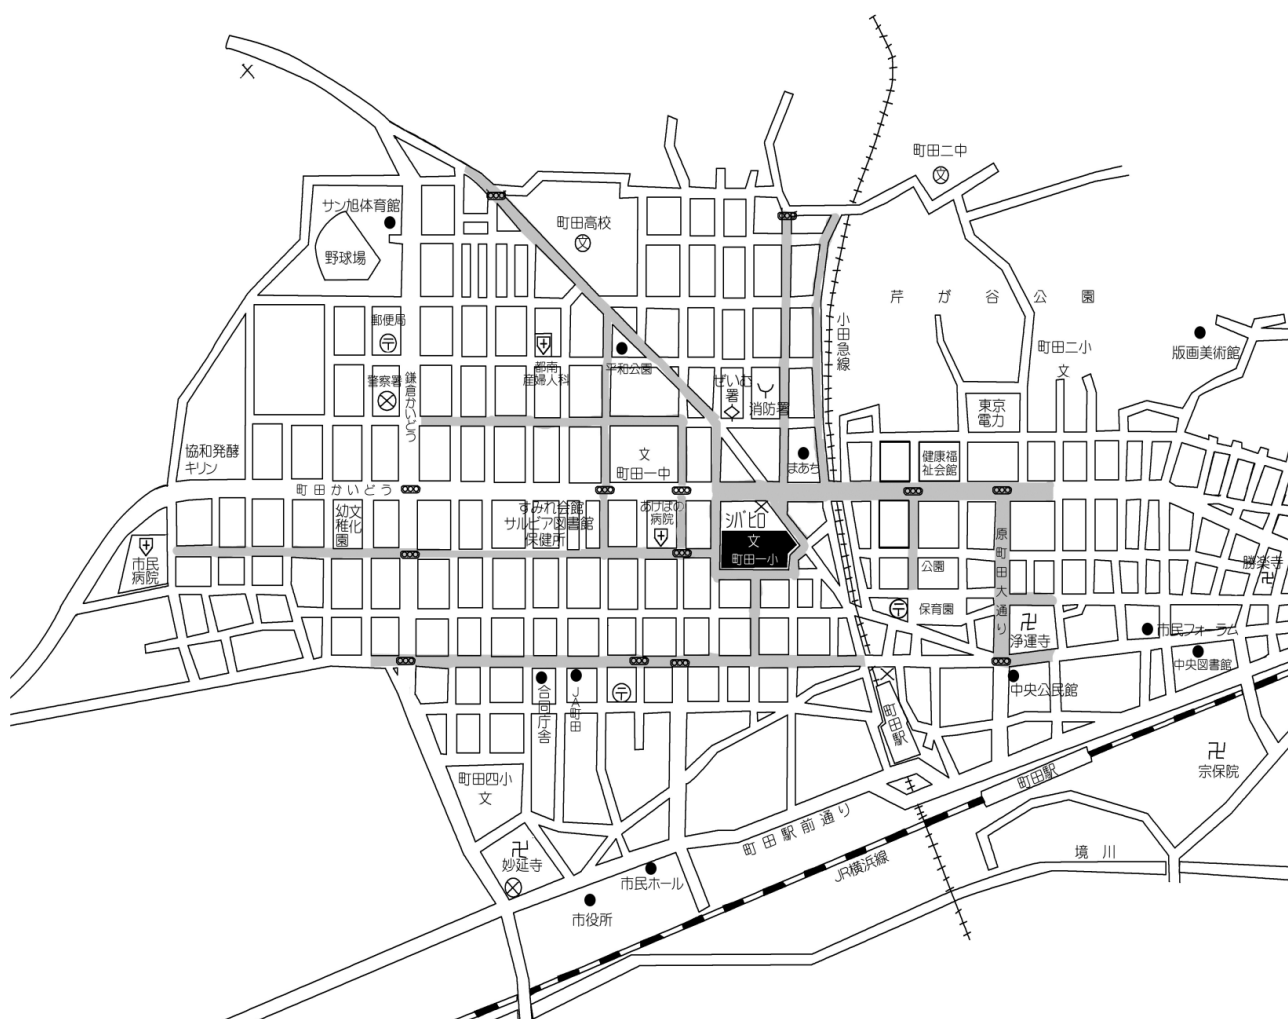 町田二中
文
サン旭体育館
町田高校
文
野球場
芹が谷公園
小田急線
郵便局
町田二小
文
版画美術館
都南
産婦人科
平和公園
ぜいむ
署
消防署
警察署
鎌倉かいどう
東京
電力
協和発酵
キリン
文
町田一中
まあち
健康福
祉会館
町田かいどう
すみれ会館
サルビア図書館
保健所
あけぼの
病院
シバヒロ
文化
幼稚園
文
町田一小
原町田大通り
市民
病院
公園
勝楽寺
保育園
浄運寺
市民フォーラム
中央図書館
中央公民館
合同庁舎
JA町田
町田駅
町田四小
文
町田駅
宗保院
町田駅前通り
妙延寺
JR横浜線
境川
市民ホール
市役所